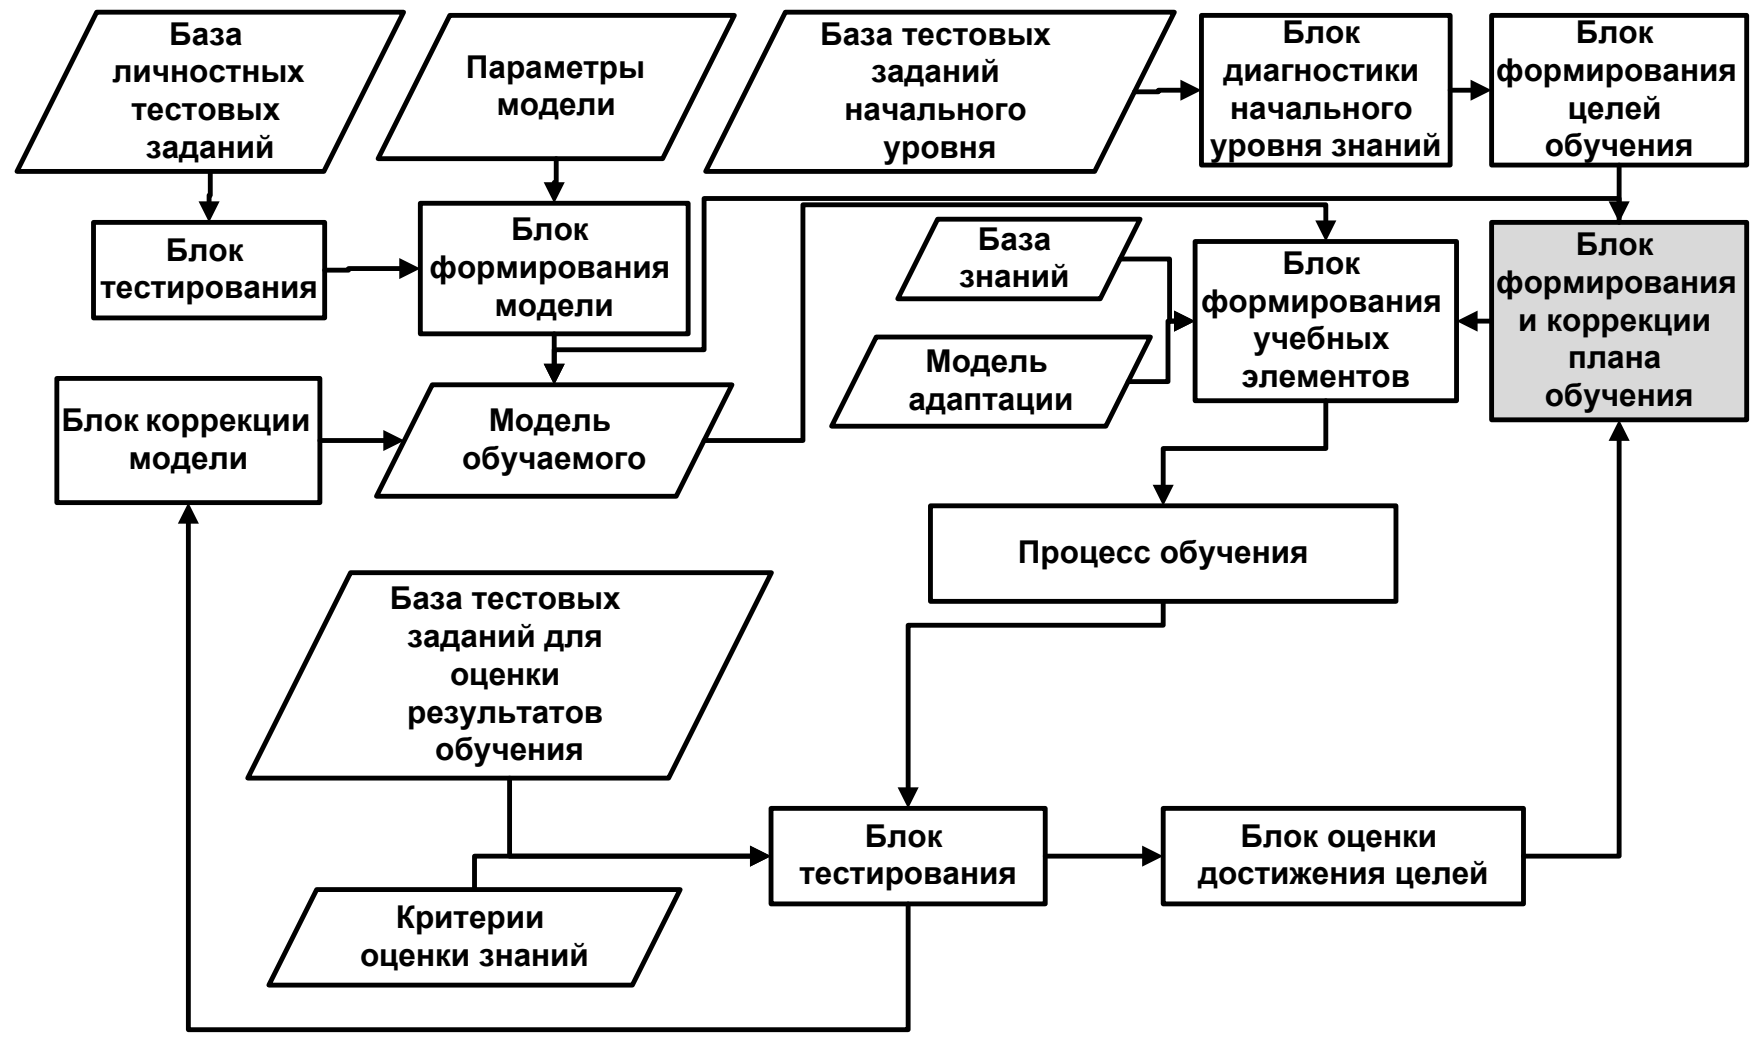 База
личностных
тестовых
заданий
Параметры
модели
База тестовых
заданий
начального
уровня
Блок
диагностики
начального
уровня знаний
Блок
формирования
целей
обучения
Блок
тестирования
Блок
формирования
модели
База
знаний
Блок
формирования
учебных
элементов
Блок
формирования
и коррекции
плана
обучения
Модель
адаптации
Блок коррекции
модели
Модель
обучаемого
Процесс обучения
База тестовых
заданий для
оценки
результатов
обучения
Блок
тестирования
Блок оценки
достижения целей
Критерии
оценки знаний